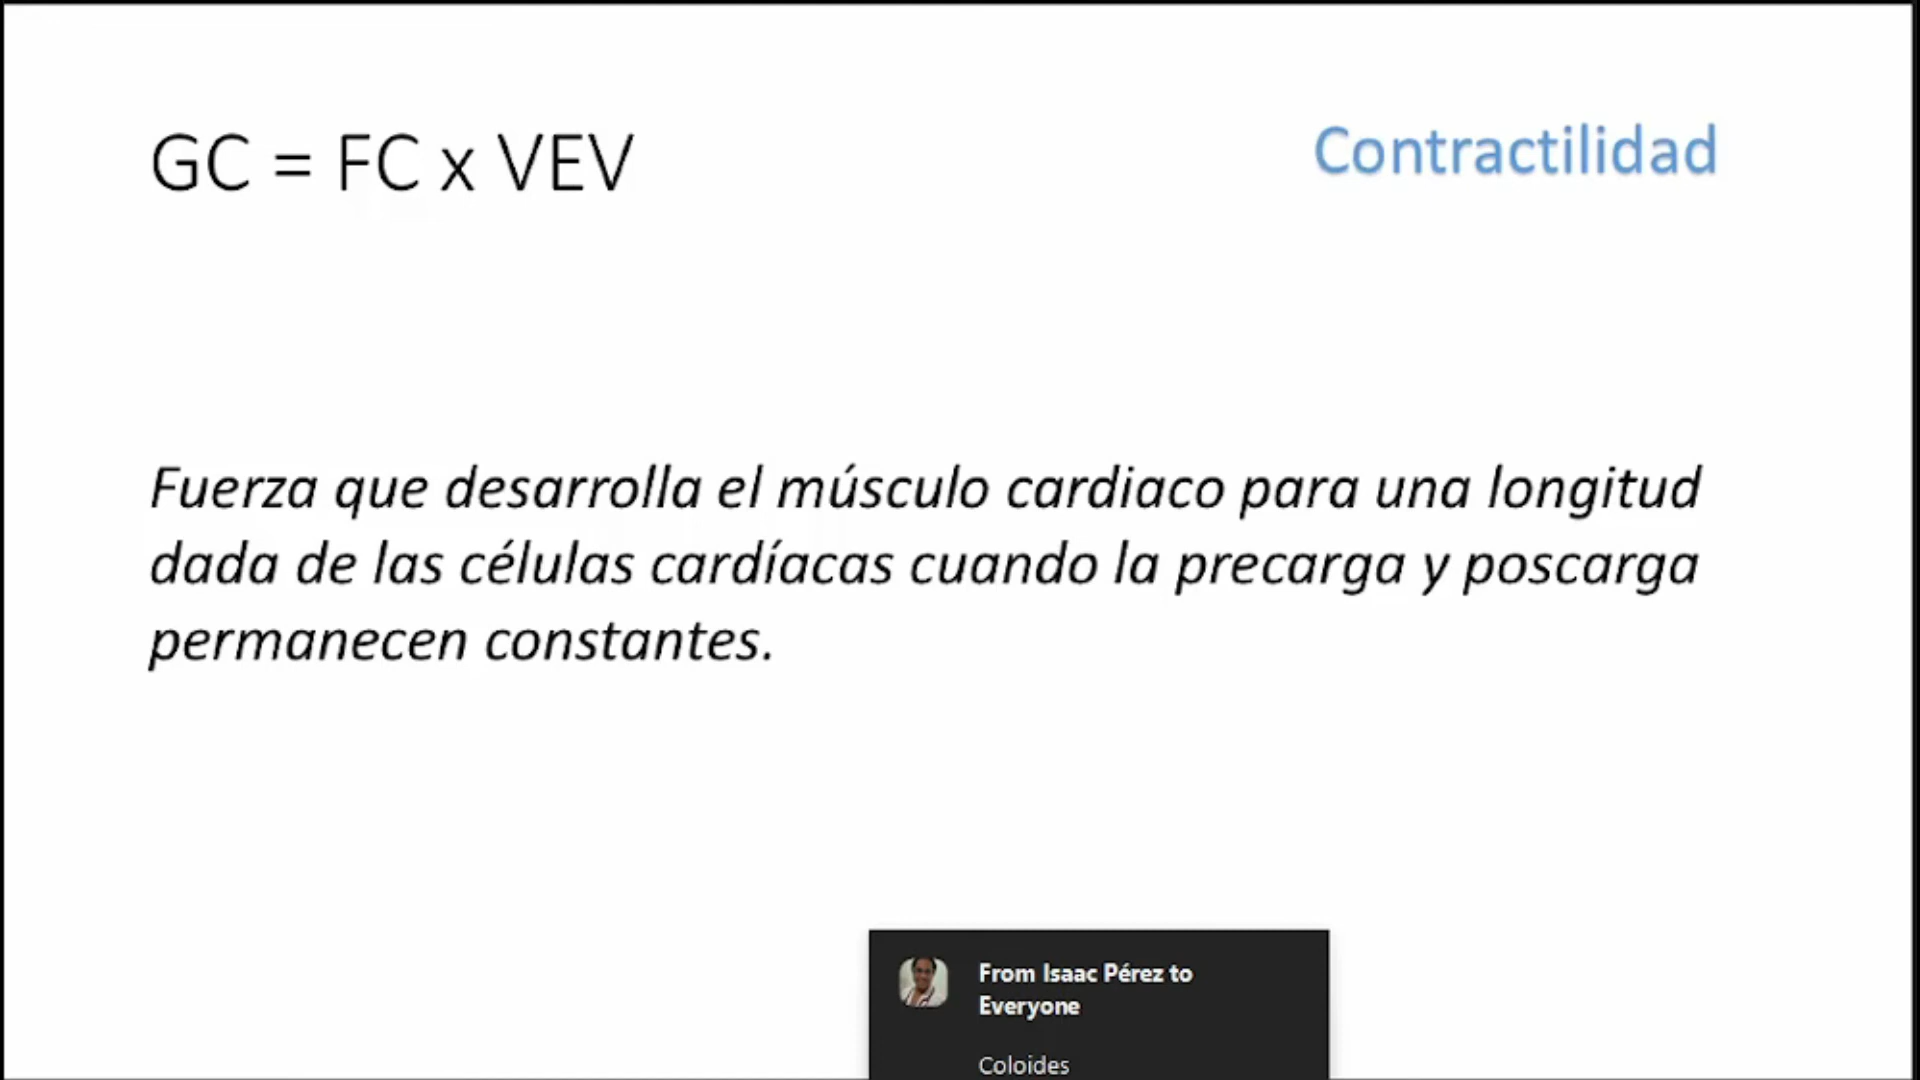 GC = FC x VEV
Contractilidad
Fuerza que desarrolla el músculo cardiaco para una longitud
dada de las células cardíacas cuando la precarga y poscarga
permanecen constantes.
From Isaac Pérez to
Everyone
Coloides